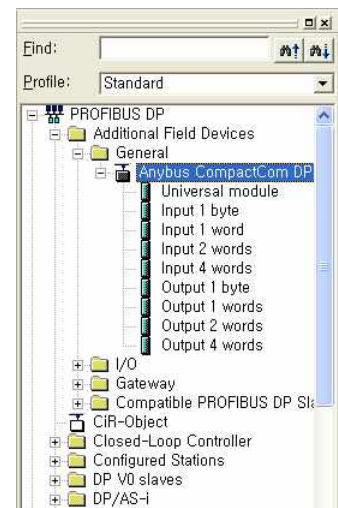 Find:
Profile: Standard
PROFIBUS DP
Additional Field Devices
General
Anybus CompactCom DP
Universal module
Input 1 byte
Input 1 word
Input 2 words
Input 4 words
Output 1 byte
Output 1 words
Output 2 words
Output 4 words
I/O
Gateway
Compatible PROFIBUS DP Sla
CiR-Object
Closed-Loop Controller
Configured Stations
DP V0 slaves
DP/AS-i